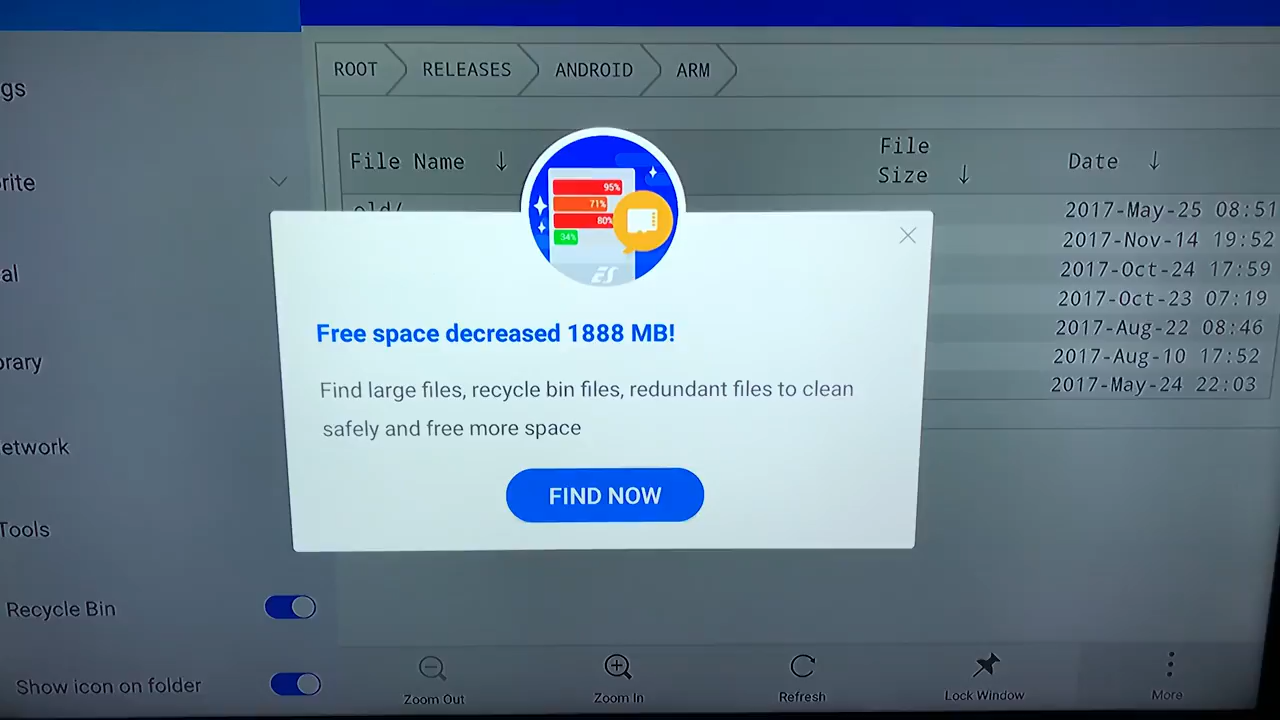 ROOT RELEASES ANDROID ARM
gs
File Name ↓ File Size ↓ Date ↓
rite
old/
2017-May-25 08:51
2017-Nov-14 19:52
2017-Oct-24 17:59
2017-Oct-23 07:19
2017-Aug-22 08:46
2017-Aug-10 17:52
2017-May-24 22:03
95%
71%
80%
34%
ES
al
Free space decreased 1888 MB!
Find large files, recycle bin files, redundant files to clean
safely and free more space
FIND NOW
brary
etwork
Tools
Recycle Bin
Show icon on folder
Zoom Out
Zoom In
Refresh
Lock Window
More